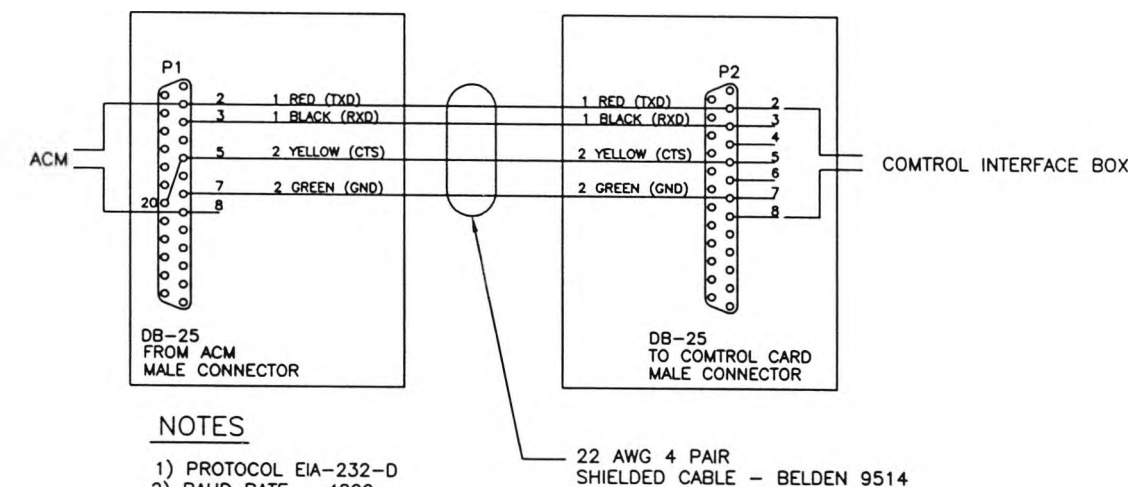 P1
P2
2 1 RED (TXD) 1 RED (TXD) 2
3 1 BLACK (RXD) 1 BLACK (RXD) 3
4
ACM
5 2 YELLOW (CTS) 2 YELLOW (CTS) 5
COMTROL INTERFACE BOX
6
7 2 GREEN (GND) 2 GREEN (GND) 7
20 8 8
DB-25
FROM ACM
MALE CONNECTOR
DB-25
TO COMTROL CARD
MALE CONNECTOR
NOTES
1) PROTOCOL EIA-232-D
22 AWG 4 PAIR
SHIELDED CABLE - BELDEN 9514